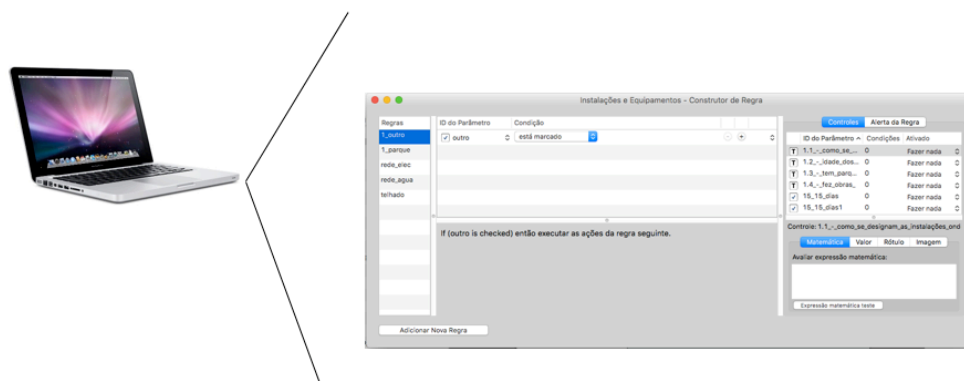 Instalações e Equipamentos - Construtor de Regra
Regras
1_outro
1_parque
rede_elec
rede_agua
telhado
ID do Parâmetro Condição
outro está marcado
If (outro is checked) então executar as ações da regra seguinte.
Controles Alerta da Regra
ID do Parâmetro Condições Ativado
1.1_-_como_se_... 0 Fazer nada
1.2_-_idade_dos... 0 Fazer nada
1.3_-_tem_parq... 0 Fazer nada
1.4_-_fez_obras_ 0 Fazer nada
15_15_dias 0 Fazer nada
15_15_dias1 0 Fazer nada
Controle: 1.1_-_como_se_designam_as_instalações_ond
Matemática Valor Rótulo Imagem
Avaliar expressão matemática:
Expressão matemática teste
Adicionar Nova Regra